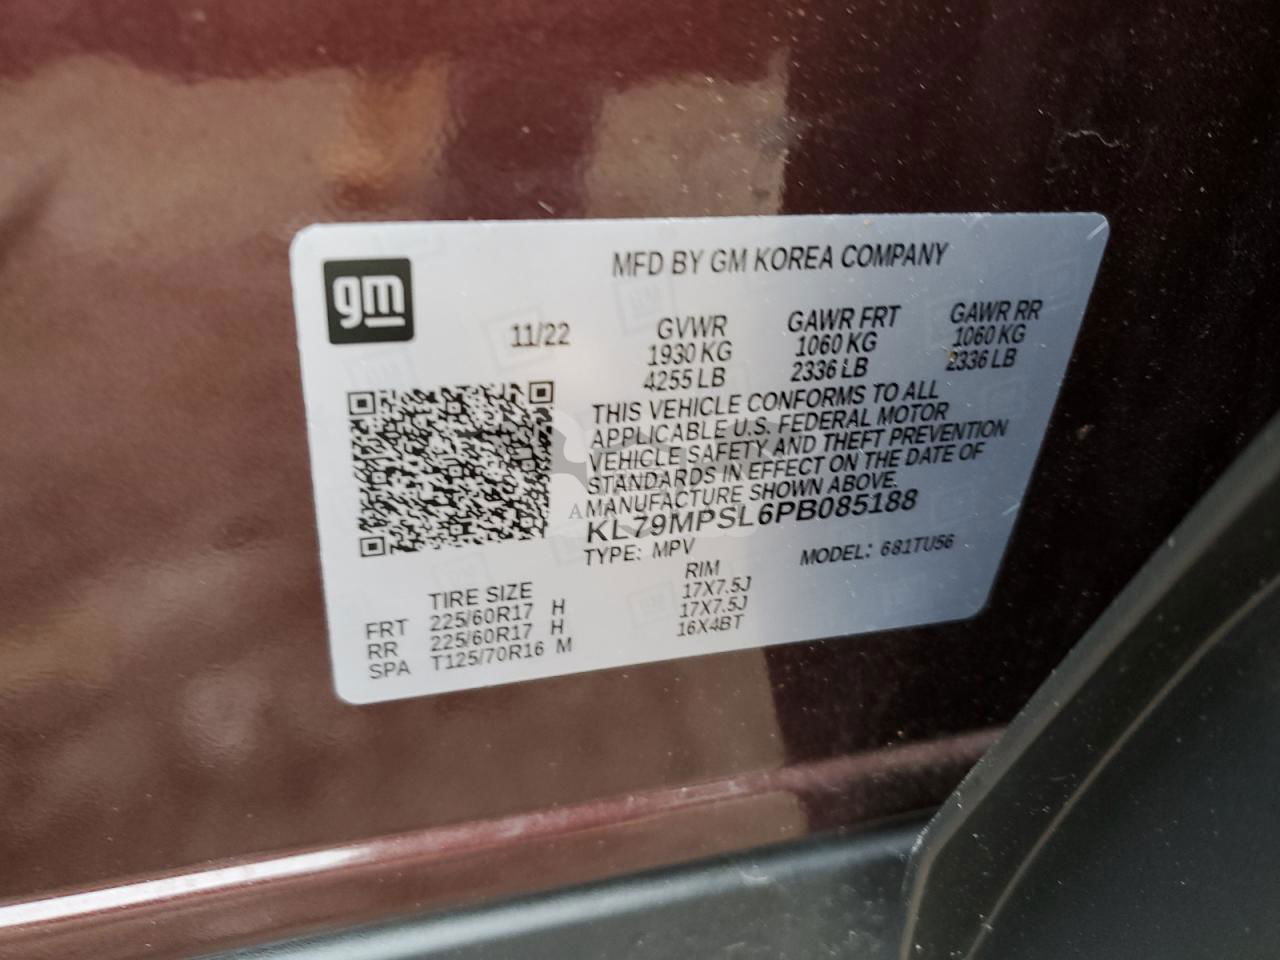 gm
MFD BY GM KOREA COMPANY
11/22 GVWR GAWR FRT GAWR RR
1930 KG 1060 KG 1060 KG
4255 LB 2336 LB 2336 LB
THIS VEHICLE CONFORMS TO ALL
APPLICABLE U.S. FEDERAL MOTOR
VEHICLE SAFETY AND THEFT PREVENTION
STANDARDS IN EFFECT ON THE DATE OF
MANUFACTURE SHOWN ABOVE.
KL79MPSL6PB085188
TYPE: MPV MODEL: 681TU56
TIRE SIZE RIM
FRT 225/60R17 H 17X7.5J
RR 225/60R17 H 17X7.5J
SPA T125/70R16 M 16X4BT